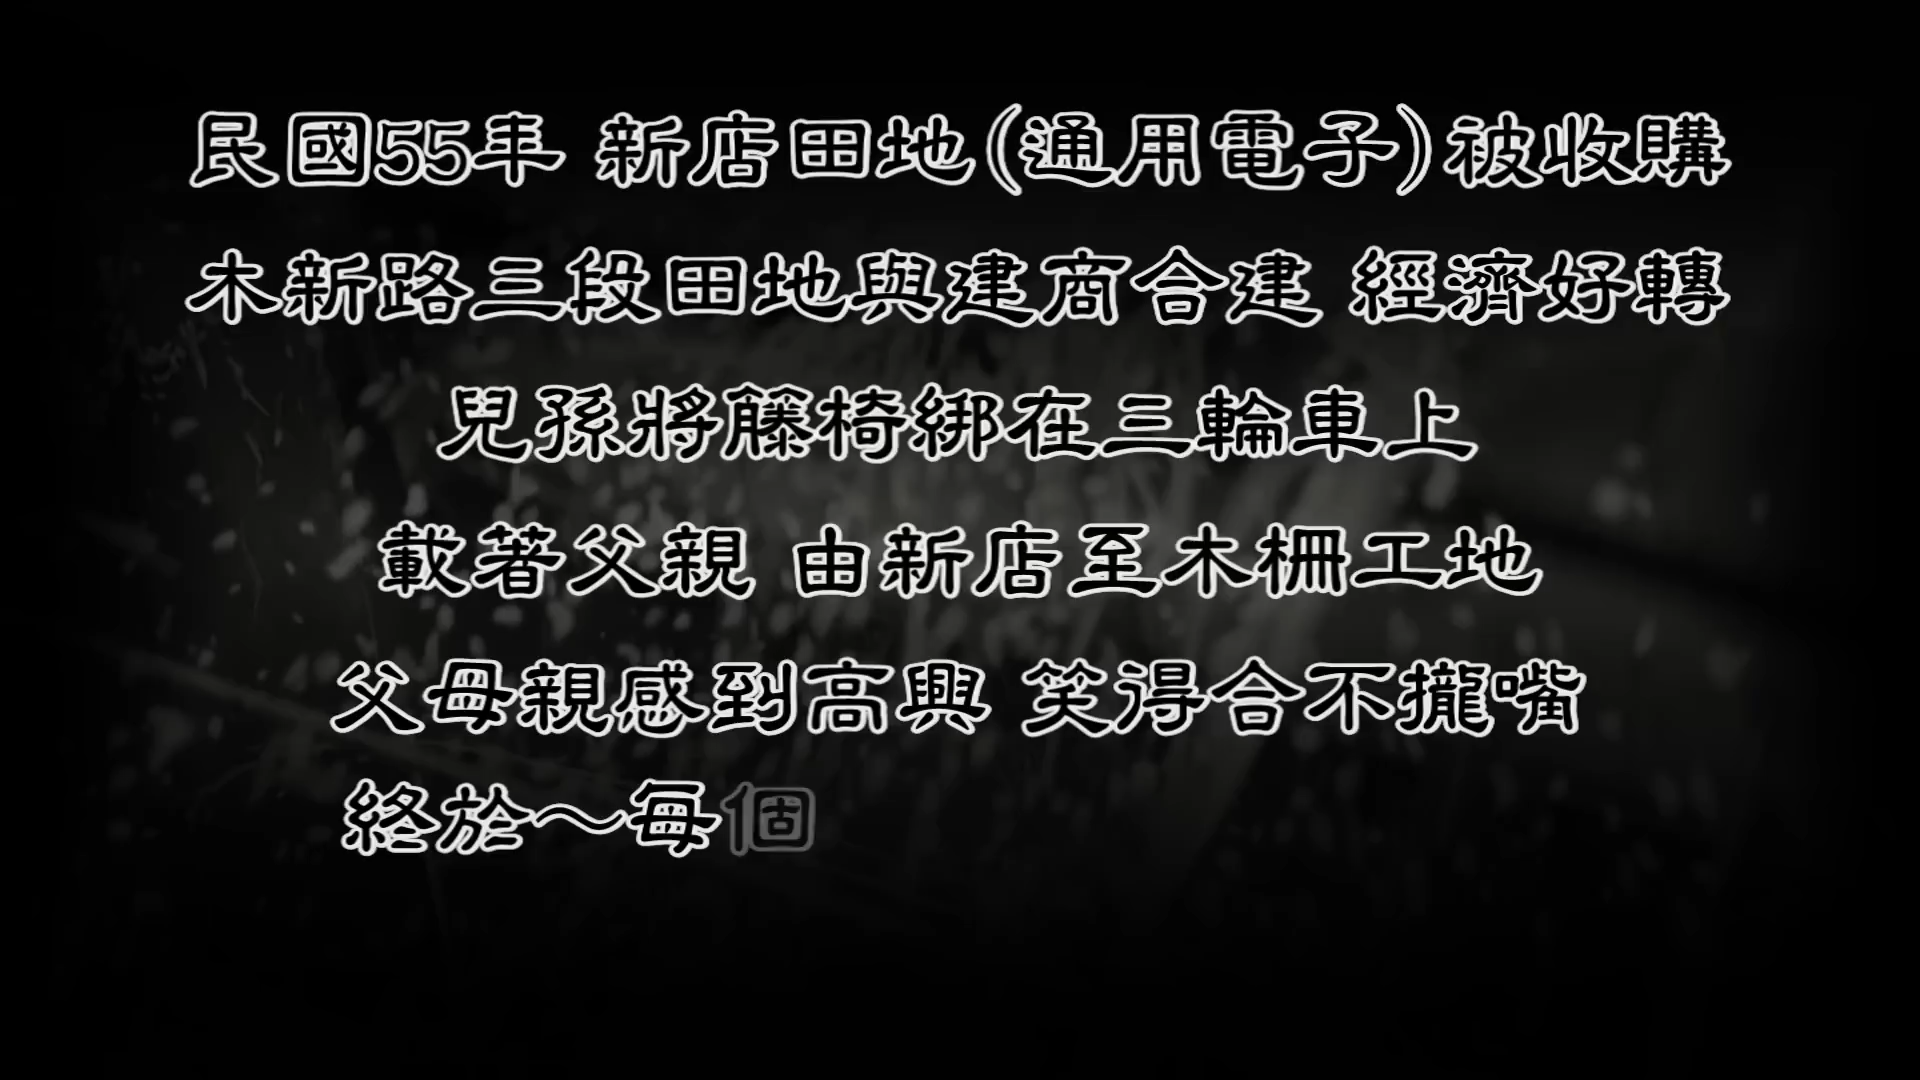 民國55年 新店田地(通用電子)被收購
木新路三段田地與建商合建 經濟好轉
兒孫將籐椅綁在三輪車上
載著父親 由新店至木柵工地
父母親感到高興 笑得合不攏嘴
終於～每個